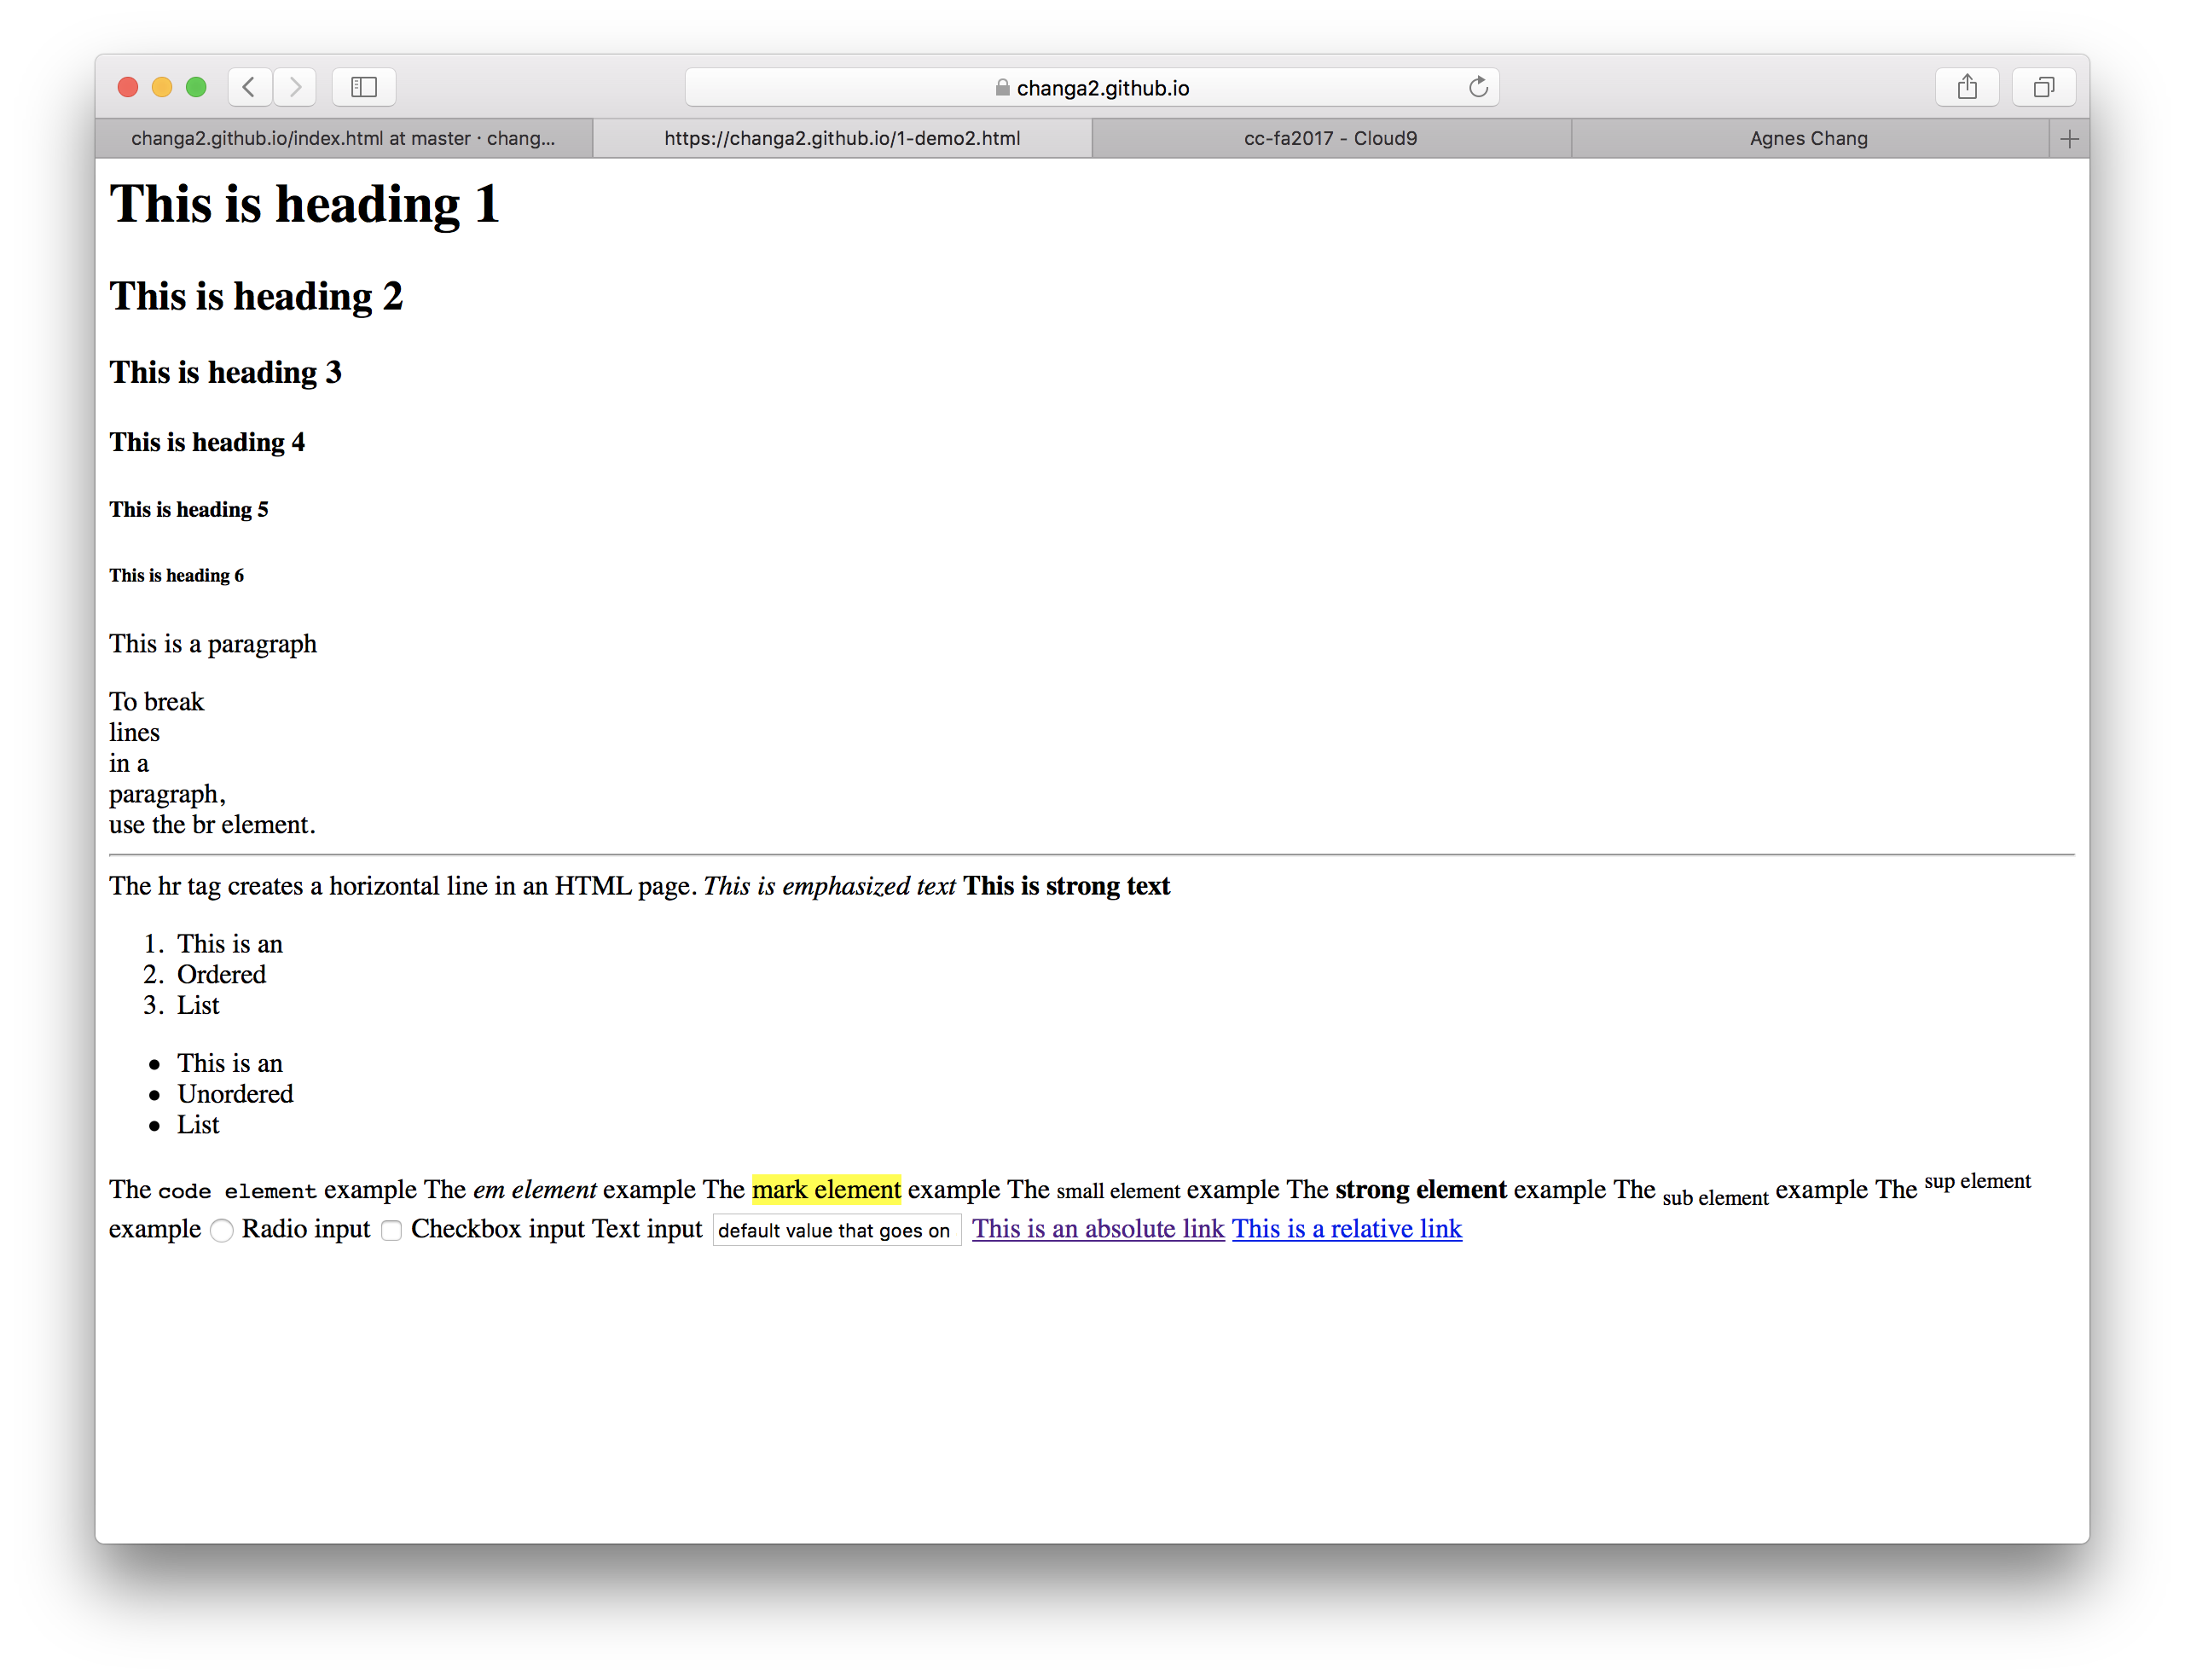 changa2.github.io
changa2.github.io/index.html at master · chang...
https://changa2.github.io/1-demo2.html
cc-fa2017 - Cloud9
Agnes Chang
This is heading 1
This is heading 2
This is heading 3
This is heading 4
This is heading 5
This is heading 6
This is a paragraph
To break
lines
in a
paragraph,
use the br element.
The hr tag creates a horizontal line in an HTML page. This is emphasized text This is strong text
1. This is an
2. Ordered
3. List
• This is an
• Unordered
• List
The code element example The em element example The mark element example The small element example The strong element example The sub element example The sup element
example Radio input Checkbox input Text input default value that goes on This is an absolute link This is a relative link